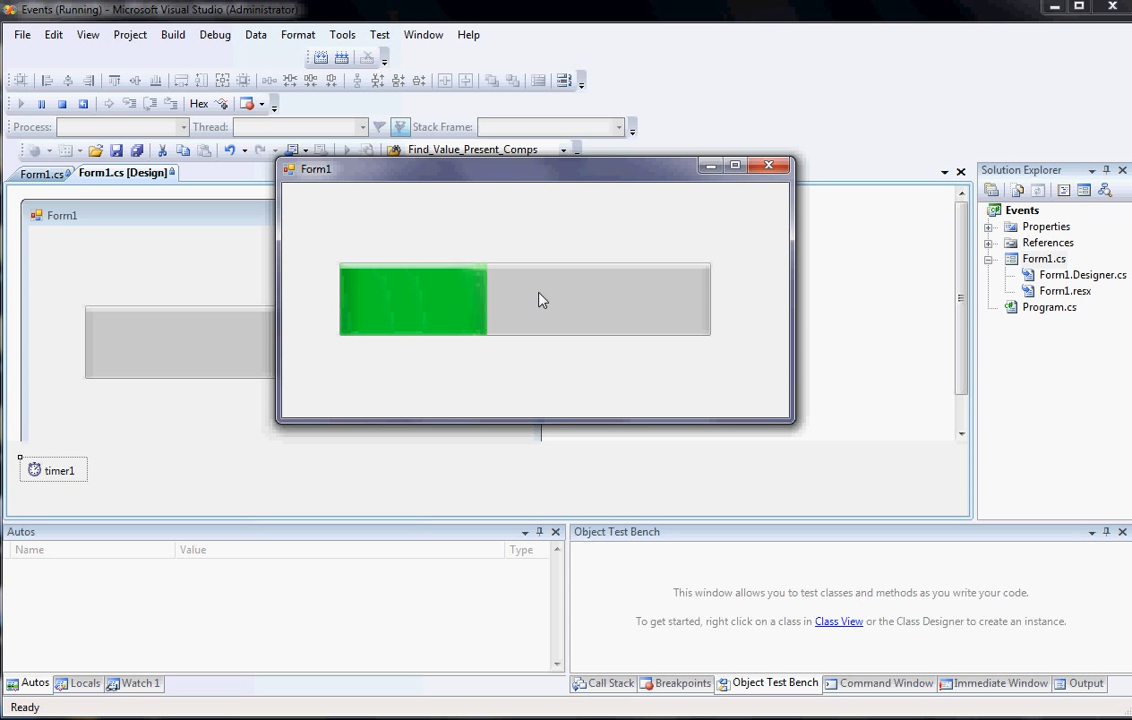 Events (Running) - Microsoft Visual Studio (Administrator)
File Edit View Project Build Debug Data Format Tools Test Window Help
Hex
Process: Thread: Stack Frame:
Find_Value_Present_Comps
Form1.cs Form1.cs [Design]
Form1
Form1
timer1
Solution Explorer
Events
Properties
References
Form1.cs
Form1.Designer.cs
Form1.resx
Program.cs
Autos
Name Value Type
Object Test Bench
This window allows you to test classes and methods as you write your code.
To get started, right click on a class in Class View or the Class Designer to create an instance.
Autos Locals Watch 1
Call Stack Breakpoints Object Test Bench Command Window Immediate Window Output
Ready